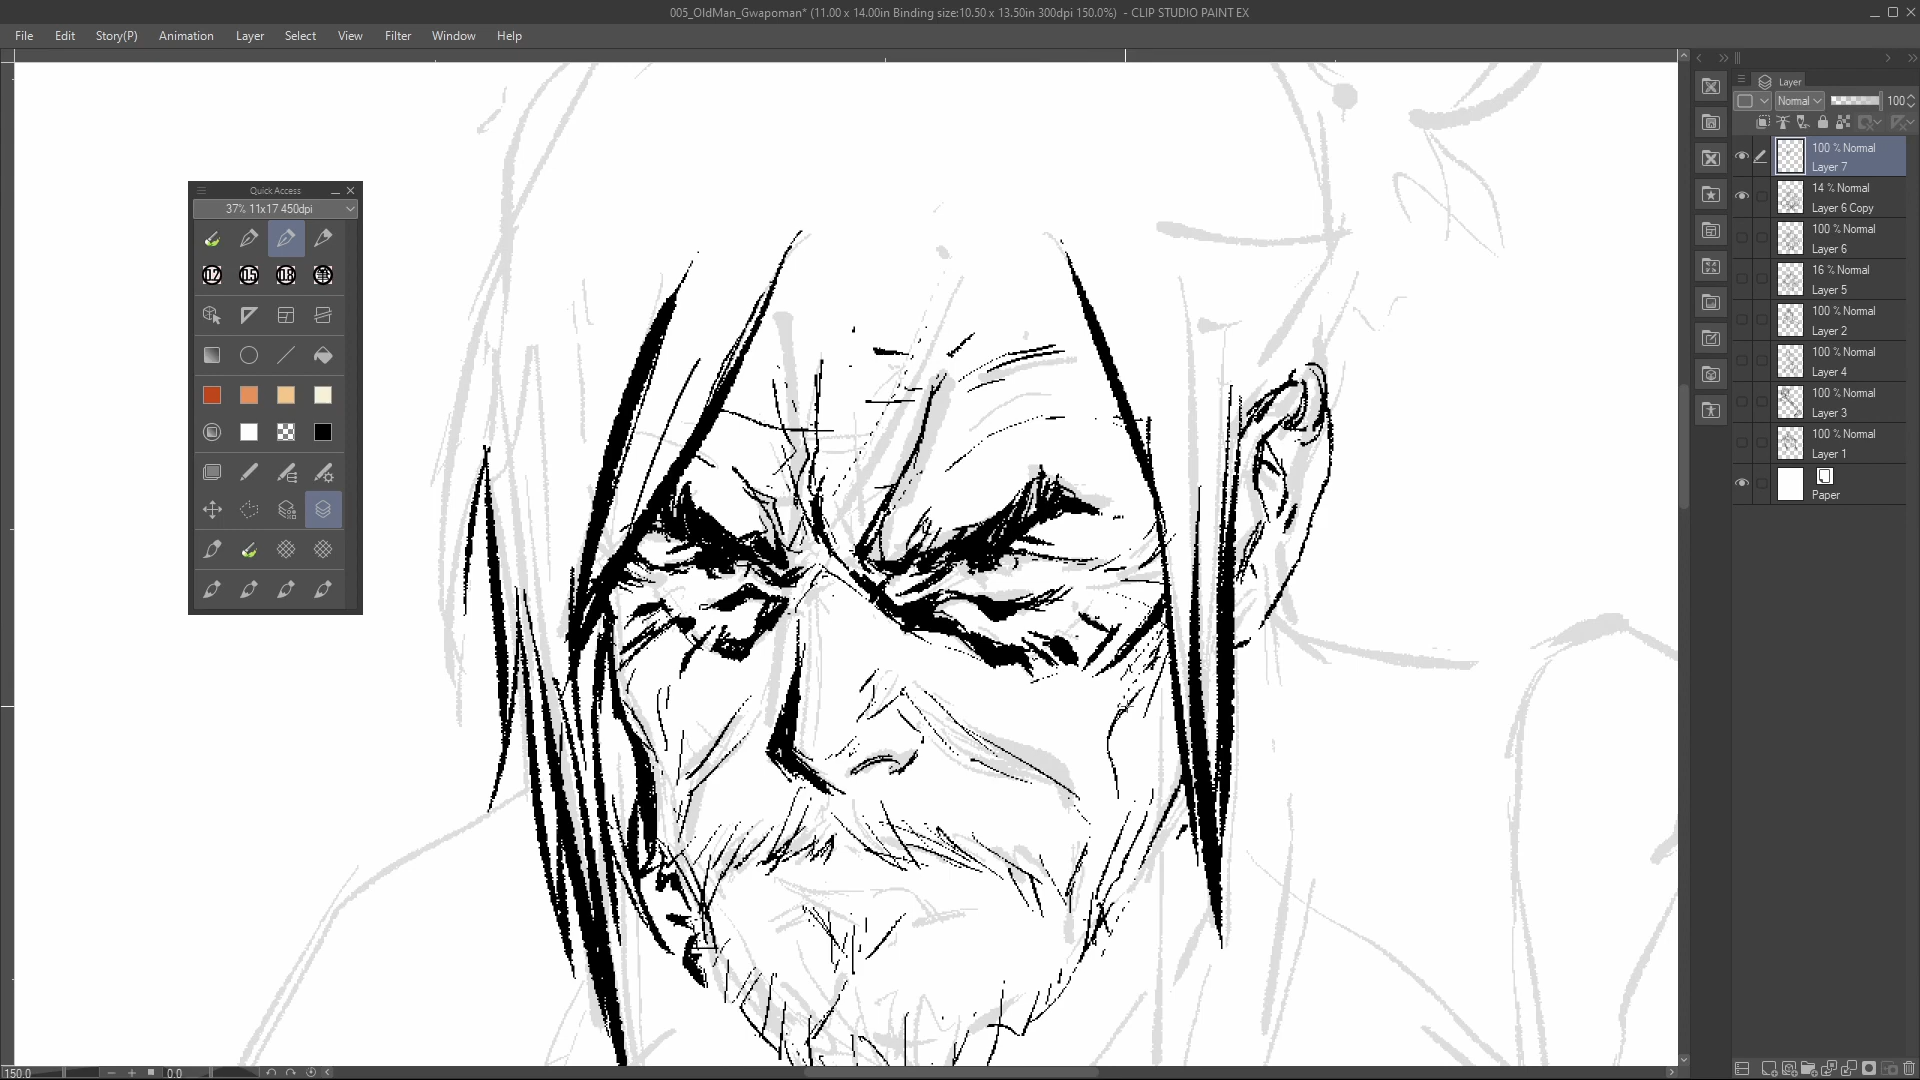 005_OldMan_Gwapoman* (11.00 x 14.00in Binding size:10.50 x 13.50in 300dpi 150.0%) - CLIP STUDIO PAINT EX
File Edit Story(P) Animation Layer Select View Filter Window Help
Layer
Normal 100
100 % Normal
Layer 7
14 % Normal
Layer 6 Copy
100 % Normal
Layer 6
16 % Normal
Layer 5
100 % Normal
Layer 2
100 % Normal
Layer 4
100 % Normal
Layer 3
100 % Normal
Layer 1
Paper
Quick Access
37% 11x17 450dpi
02 05 08
150.0 0.0